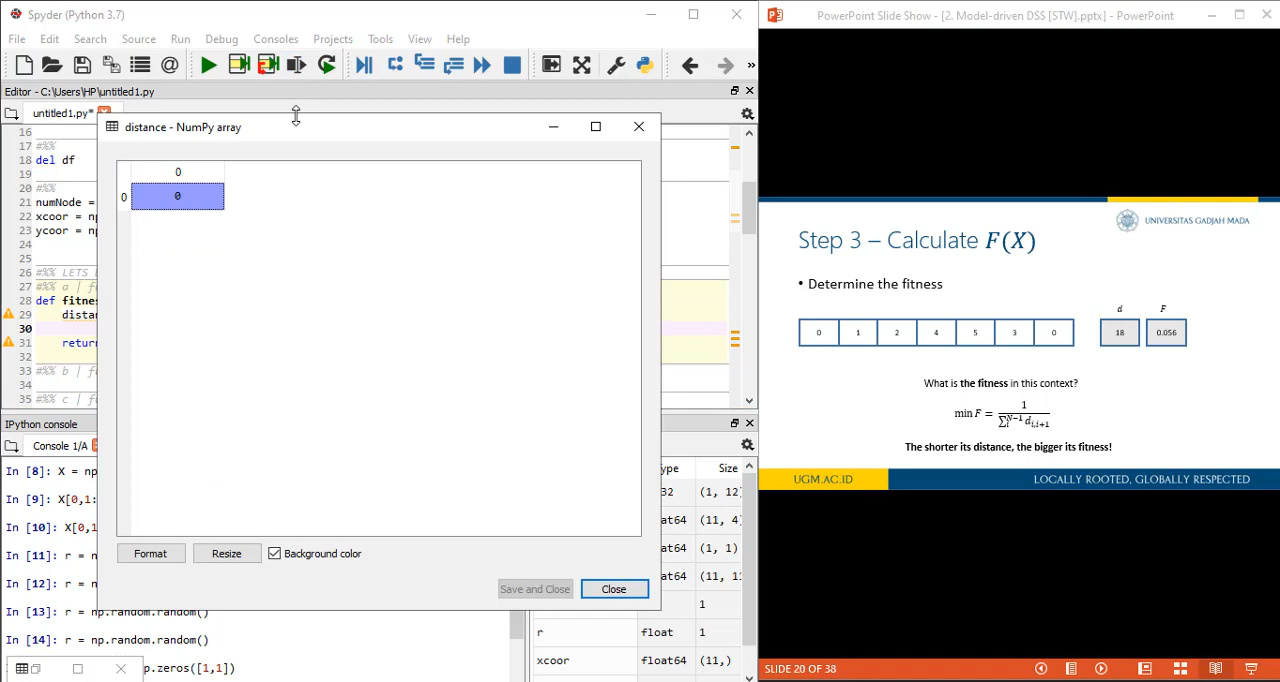 Spyder (Python 3.7)
File Edit Search Source Run Debug Consoles Projects Tools View Help
Editor - C:\Users\HP\untitled1.py
untitled1.py*
distance - NumPy array
16
17 #%%
18 del df
19
20 #%%
21 numNode =
22 xcoor = np
23 ycoor = np
24
25
26 #%% LETS
27 #%% a |
28 def fitnes
29 distan
30
31 return
32
33 #%% b |
34
35 #%% c |
0
0 0
Format Resize Background color
Save and Close Close
IPython console
Console 1/A
In [8]: X = np
In [9]: X[0,1:
In [10]: X[0,1
In [11]: r = n
In [12]: r = n
In [13]: r = np.random.random()
In [14]: r = np.random.random()
p.zeros([1,1])
ype Size
32 (1, 12)
at64 (11, 4)
at64 (1, 1)
at64 (11, 11
1
r float 1
xcoor float64 (11,)
PowerPoint Slide Show - [2. Model-driven DSS [STW].pptx] - PowerPoint
UNIVERSITAS GADJAH MADA
Step 3 – Calculate F(X)
• Determine the fitness
d F
0 1 2 4 5 3 0 18 0.056
What is the fitness in this context?
min F = 1 / ∑ᵢᴺ⁻¹ dᵢ,ᵢ₊₁
The shorter its distance, the bigger its fitness!
UGM.AC.ID LOCALLY ROOTED, GLOBALLY RESPECTED
SLIDE 20 OF 38